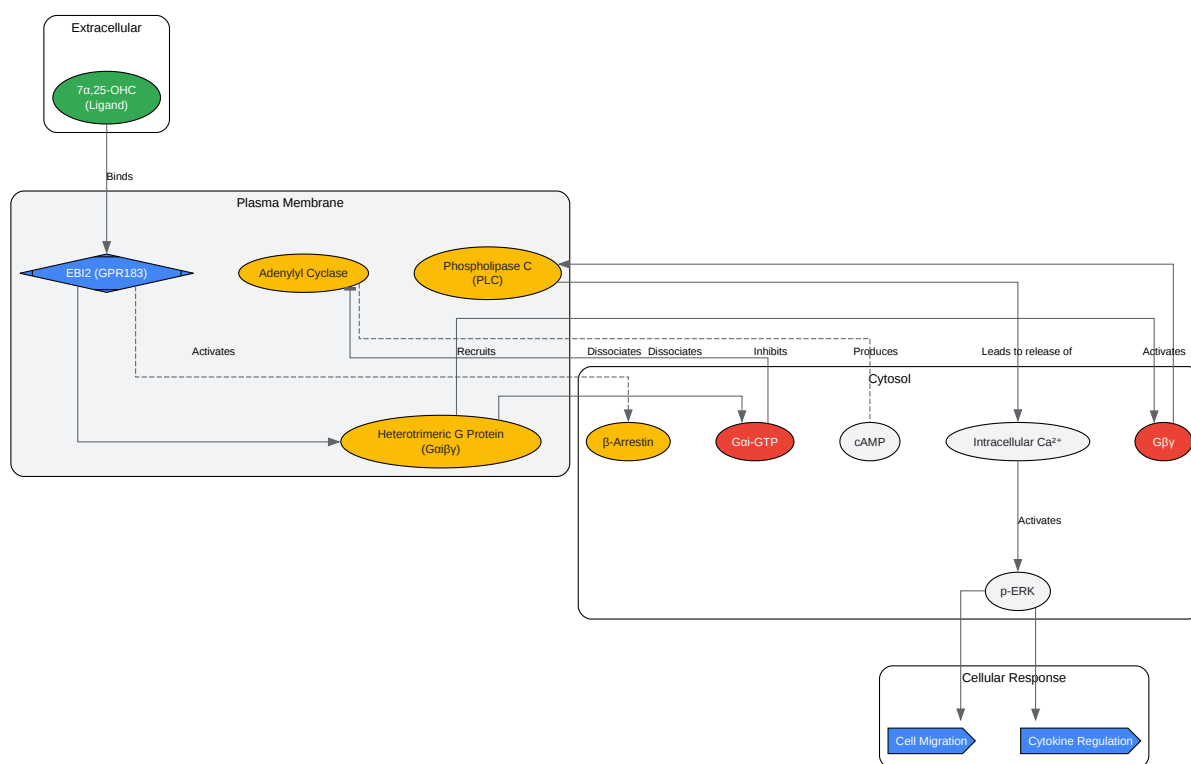 Extracellular
7α,25-OHC
(Ligand)
Binds
Plasma Membrane
EBI2 (GPR183)
Adenylyl Cyclase
Phospholipase C
(PLC)
Activates
Recruits
Dissociates
Dissociates
Inhibits
Produces
Leads to release of
Activates
Cytosol
Heterotrimeric G Protein
(Gαiβγ)
β-Arrestin
Gαi-GTP
cAMP
Intracellular Ca²⁺
Gβγ
Activates
p-ERK
Cellular Response
Cell Migration
Cytokine Regulation